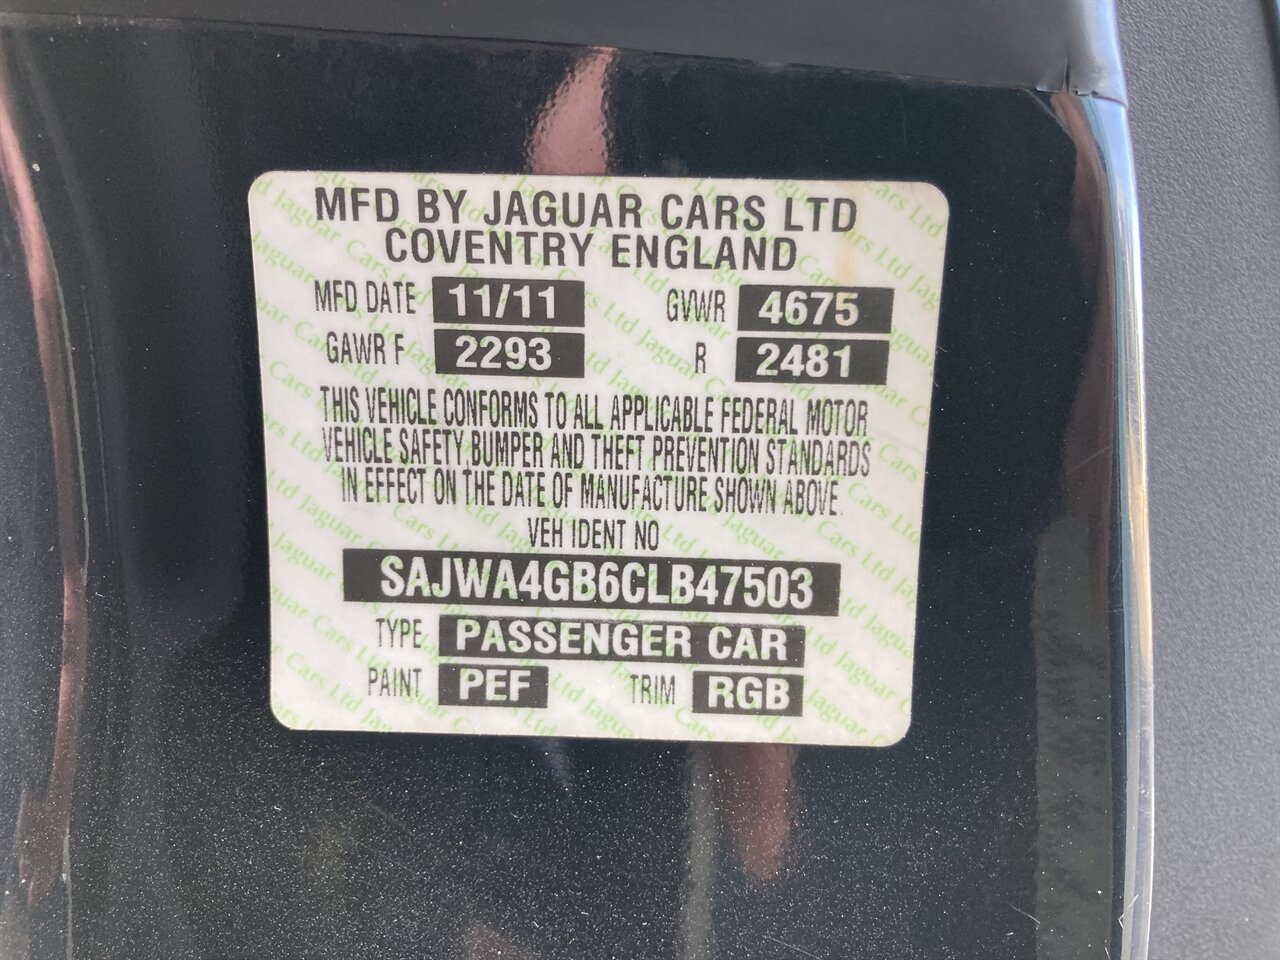 MFD BY JAGUAR CARS LTD
COVENTRY ENGLAND
MFD DATE 11/11 GVWR 4675
GAWR F 2293 R 2481
THIS VEHICLE CONFORMS TO ALL APPLICABLE FEDERAL MOTOR
VEHICLE SAFETY, BUMPER AND THEFT PREVENTION STANDARDS
IN EFFECT ON THE DATE OF MANUFACTURE SHOWN ABOVE.
VEH IDENT NO
SAJWA4GB6CLB47503
TYPE PASSENGER CAR
PAINT PEF TRIM RGB